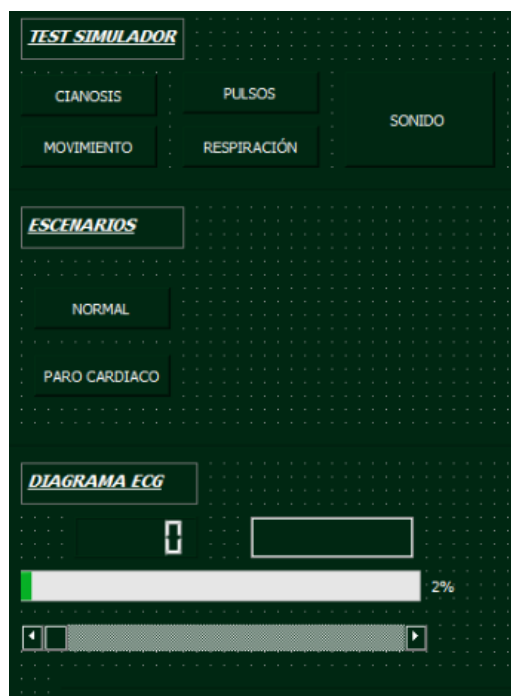 TEST SIMULADOR
CIANOSIS
PULSOS
SONIDO
MOVIMIENTO
RESPIRACIÓN
ESCENARIOS
NORMAL
PARO CARDIACO
DIAGRAMA ECG
0
2%